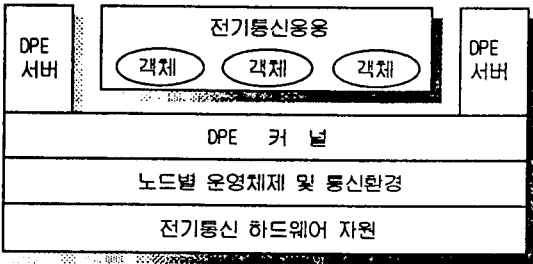 DPE
서버
전기통신응용
객체 객체 객체
DPE
서버
DPE 커널
노드별 운영체제 및 통신환경
전기통신 하드웨어 자원